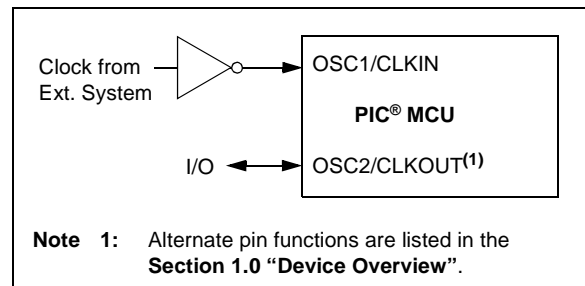 Clock from
Ext. System
OSC1/CLKIN
PIC® MCU
I/O
OSC2/CLKOUT(1)
Note 1: Alternate pin functions are listed in the
Section 1.0 “Device Overview”.